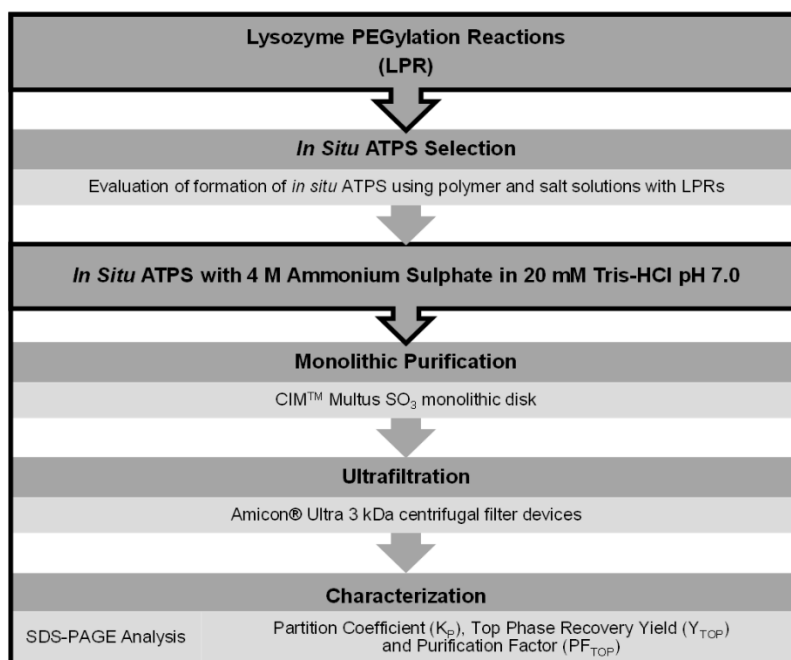 Lysozyme PEGylation Reactions
(LPR)
In Situ ATPS Selection
Evaluation of formation of in situ ATPS using polymer and salt solutions with LPRs
In Situ ATPS with 4 M Ammonium Sulphate in 20 mM Tris-HCl pH 7.0
Monolithic Purification
CIM™ Multus SO3 monolithic disk
Ultrafiltration
Amicon® Ultra 3 kDa centrifugal filter devices
Characterization
SDS-PAGE Analysis
Partition Coefficient (KP), Top Phase Recovery Yield (YTOP)
and Purification Factor (PFTOP)